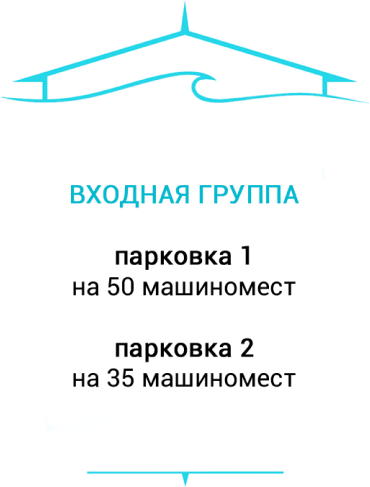 ВХОДНАЯ ГРУППА
парковка 1
на 50 машиномест
парковка 2
на 35 машиномест